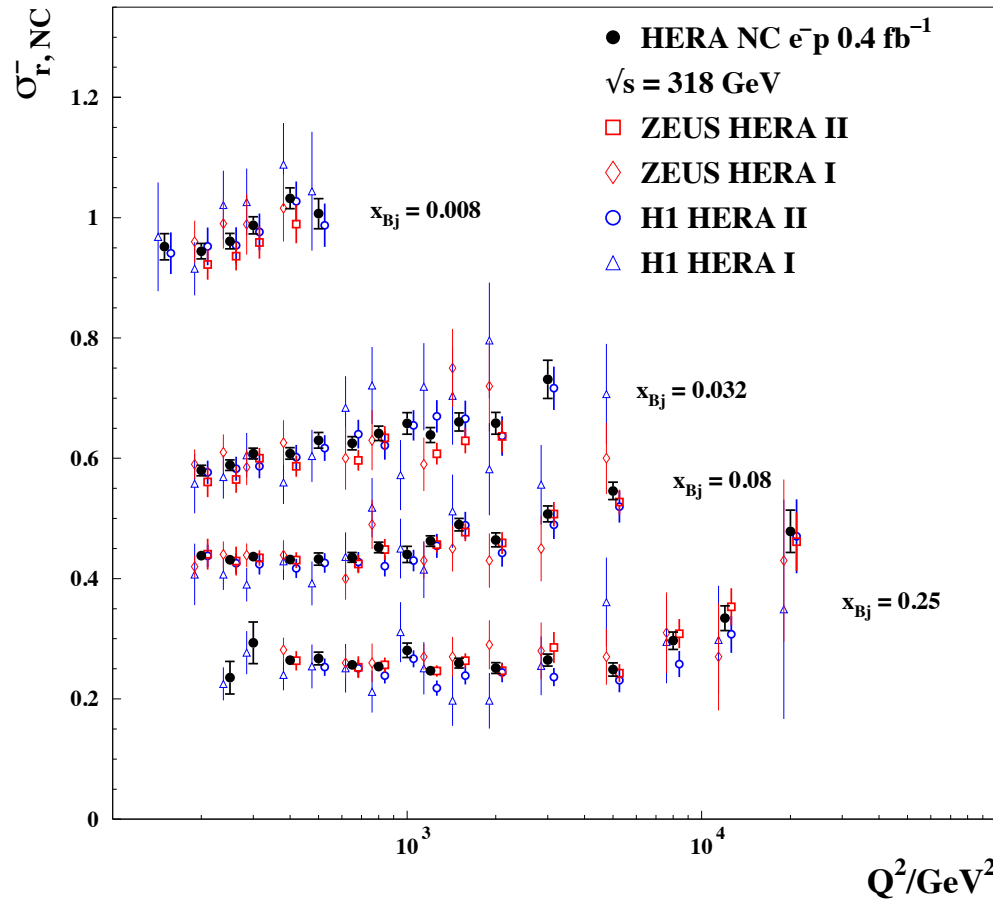 σ⁻r, NC
HERA NC e⁻p 0.4 fb⁻¹
√s = 318 GeV
ZEUS HERA II
ZEUS HERA I
H1 HERA II
H1 HERA I
1.2
1
0.8
0.6
0.4
0.2
0
xBj = 0.008
xBj = 0.032
xBj = 0.08
xBj = 0.25
10³
10⁴
Q²/GeV²